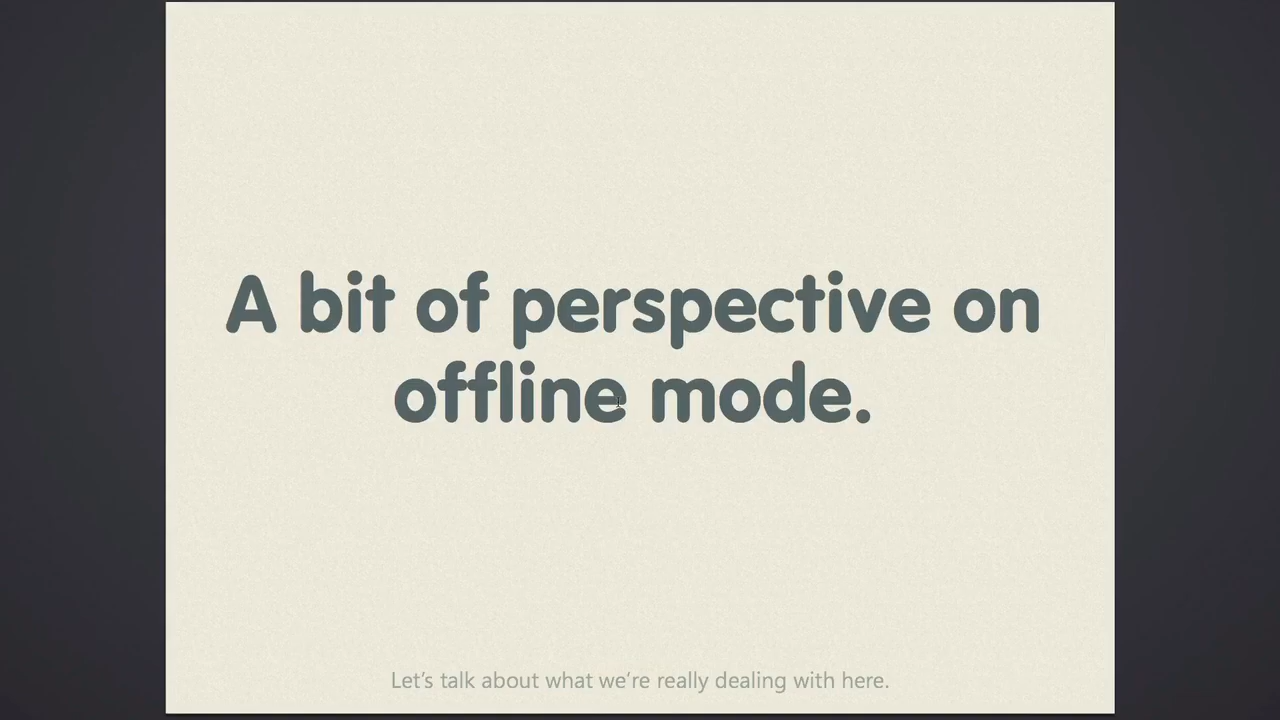 A bit of perspective on
offline mode.
Let’s talk about what we’re really dealing with here.